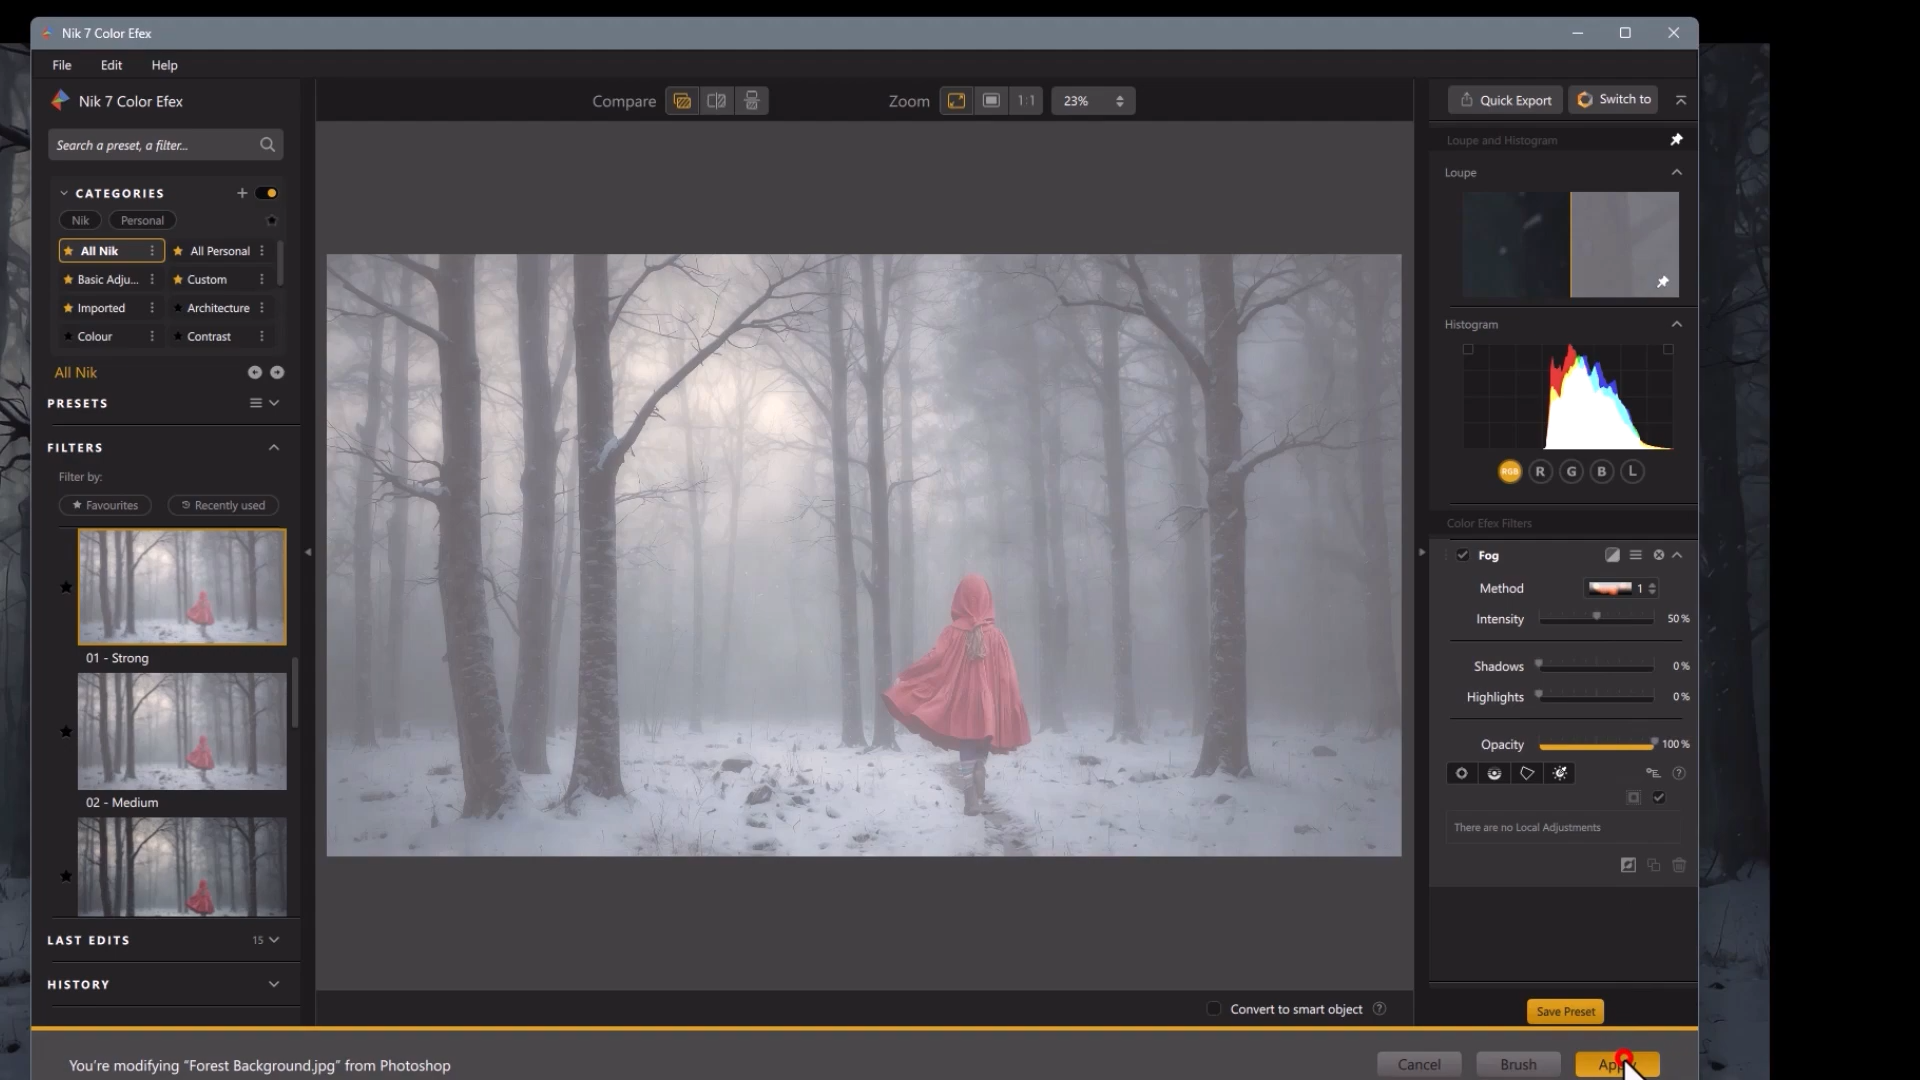 Nik 7 Color Efex
File Edit Help
Nik 7 Color Efex
Search a preset, a filter...
CATEGORIES
Nik Personal
All Nik All Personal
Basic Adju... Custom
Imported Architecture
Colour Contrast
All Nik
PRESETS
FILTERS
Filter by:
Favourites Recently used
01 - Strong
02 - Medium
LAST EDITS 15
HISTORY
Compare Zoom 1:1 23%
Convert to smart object ?
Quick Export Switch to
Loupe and Histogram
Loupe
Histogram
RGB R G B L
Color Efex Filters
Fog
Method 1
Intensity 50 %
Shadows 0 %
Highlights 0 %
Opacity 100 %
?
There are no Local Adjustments
Save Preset
You're modifying “Forest Background.jpg” from Photoshop
Cancel Brush